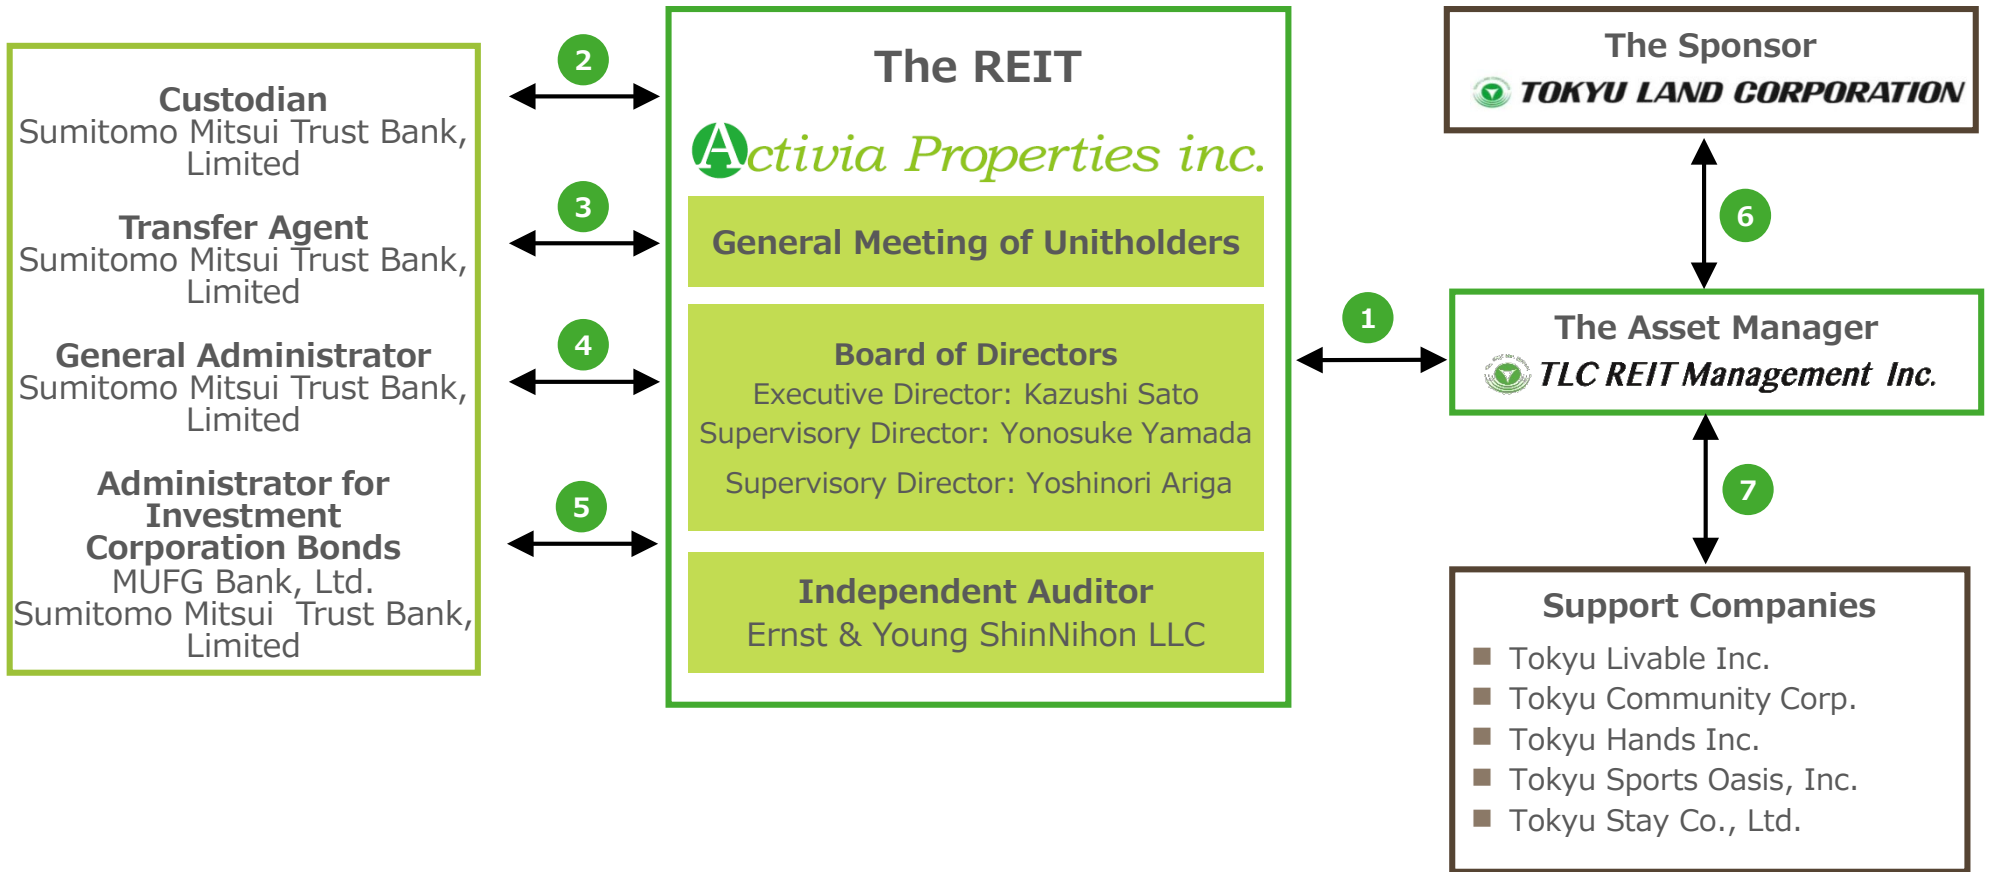 Custodian
Sumitomo Mitsui Trust Bank,
Limited
Transfer Agent
Sumitomo Mitsui Trust Bank,
Limited
General Administrator
Sumitomo Mitsui Trust Bank,
Limited
Administrator for
Investment
Corporation Bonds
MUFG Bank, Ltd.
Sumitomo Mitsui Trust Bank,
Limited
2
3
4
5
The REIT
Activia Properties inc.
General Meeting of Unitholders
Board of Directors
Executive Director: Kazushi Sato
Supervisory Director: Yonosuke Yamada
Supervisory Director: Yoshinori Ariga
Independent Auditor
Ernst & Young ShinNihon LLC
1
The Sponsor
TOKYU LAND CORPORATION
6
The Asset Manager
TLC REIT Management Inc.
7
Support Companies
Tokyu Livable Inc.
Tokyu Community Corp.
Tokyu Hands Inc.
Tokyu Sports Oasis, Inc.
Tokyu Stay Co., Ltd.